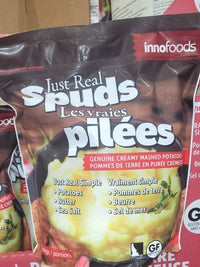 innofoods
Just Real
spuds
Les vraies
pilées
GENUINE CREAMY MASHED POTATOES
POMMES DE TERRE EN PURÉE CRÉMEUSE
Just Real Simple
•Potatoes
•Butter
•Sea Salt
Vraiment Simple
•Pommes de terre
•Beurre
•Sel de mer
GF